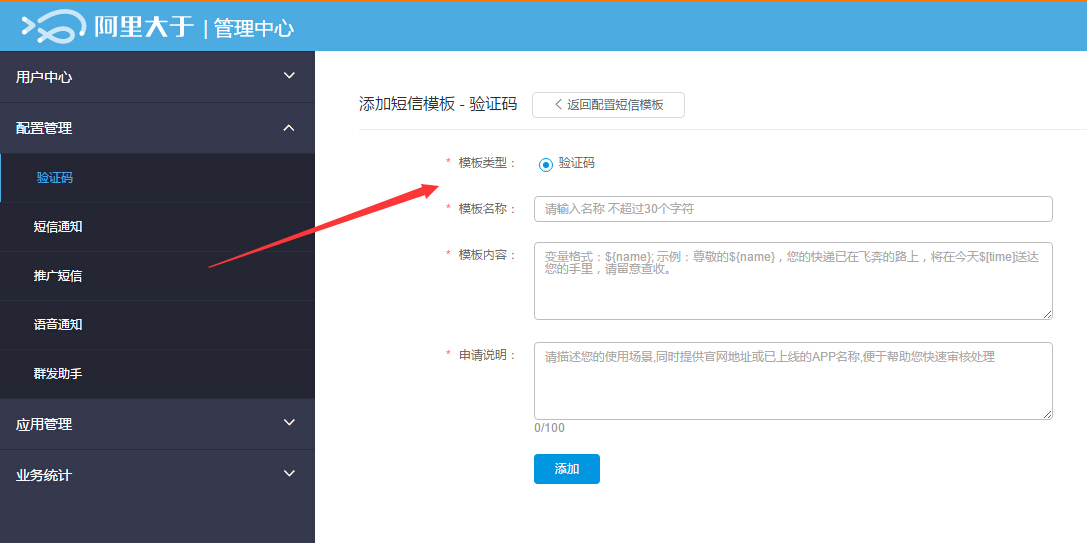 阿里大于 | 管理中心
用户中心
配置管理
验证码
短信通知
推广短信
语音通知
群发助手
应用管理
业务统计
添加短信模板 - 验证码
< 返回配置短信模板
* 模板类型：
验证码
* 模板名称：
请输入名称 不超过30个字符
* 模板内容：
变量格式：${name}; 示例：尊敬的${name}，您的快递已在飞奔的路上，将在今天$[time]送达
您的手里，请留意查收。
* 申请说明：
请描述您的使用场景,同时提供官网地址或已上线的APP名称,便于帮助您快速审核处理
0/100
添加